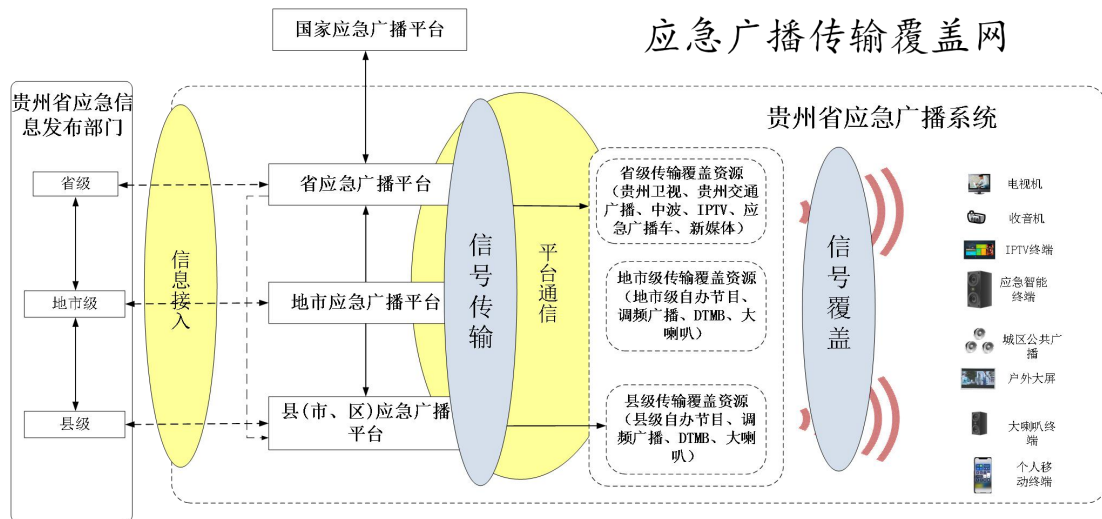 应急广播传输覆盖网
国家应急广播平台
贵州省应急信
息发布部门
省级
地市级
县级
信息接入
省应急广播平台
地市应急广播平台
县(市、区)应急广播
平台
信号传输
平台通信
贵州省应急广播系统
省级传输覆盖资源
（贵州卫视、贵州交通
广播、中波、IPTV、应
急广播车、新媒体）
地市级传输覆盖资源
（地市级自办节目、
调频广播、DTMB、大
喇叭）
县级传输覆盖资源
（县级自办节目、调
频广播、DTMB、大喇
叭）
信号覆盖
电视机
收音机
IPTV终端
应急智能
终端
城区公共广
播
户外大屏
大喇叭终
端
个人移
动终端